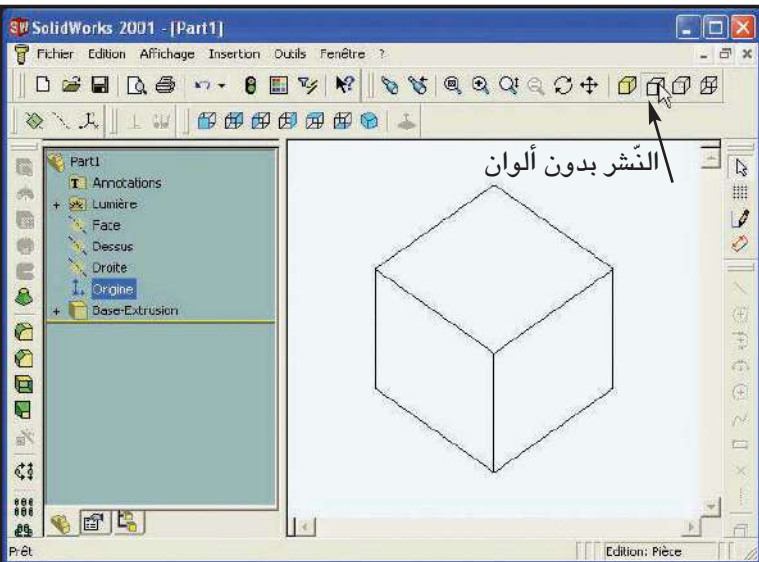 SolidWorks 2001 - [Part1]
Fichier Edition Affichage Insertion Outils Fenêtre ?
النّشر بدون ألوان
Part1
Annotations
Lumière
Face
Dessus
Droite
Origine
Base-Extrusion
Prêt
Edition: Pièce